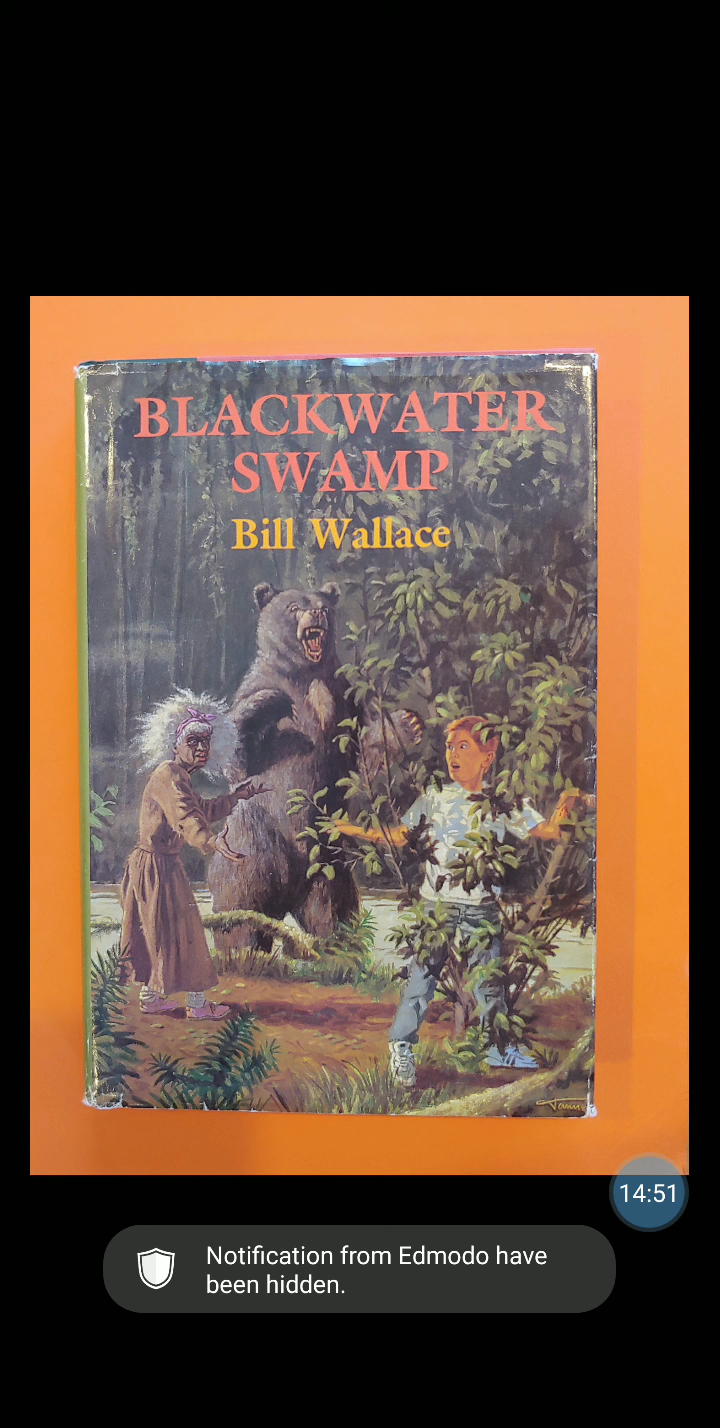 BLACKWATER
SWAMP
Bill Wallace
14:51
Notification from Edmodo have
been hidden.